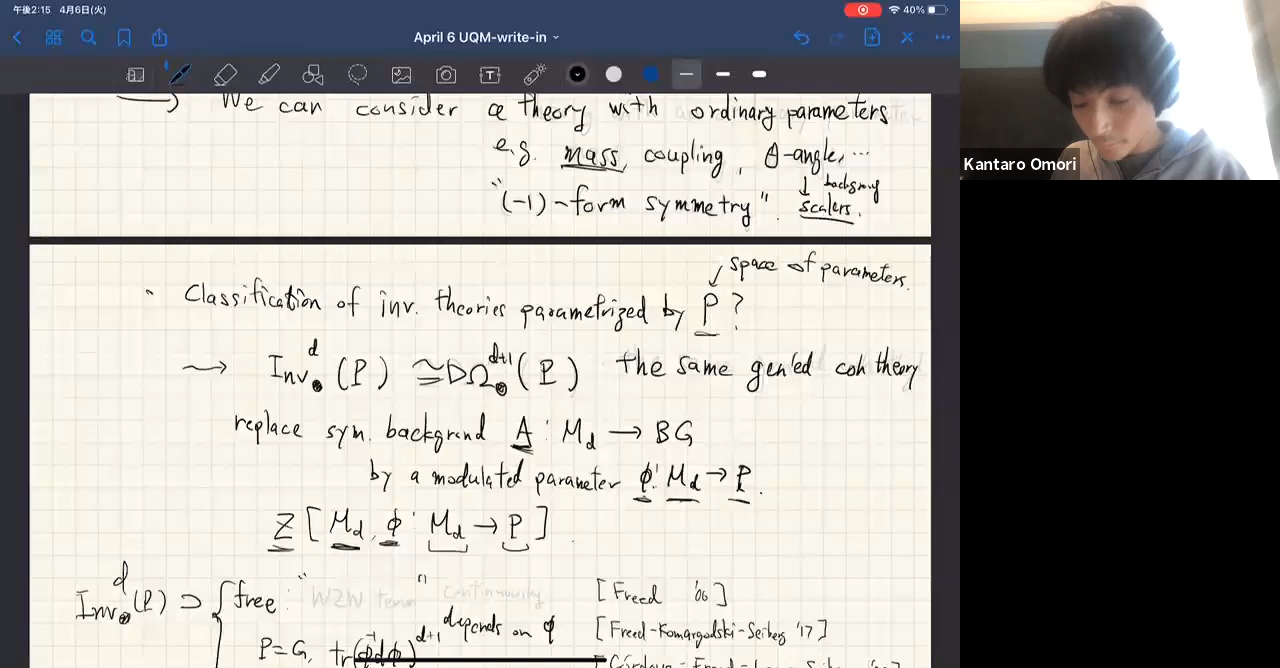 午後2:15 4月6日(火)
40%
April 6 UQM-write-in
We can consider a theory with ordinary parameters
e.g. mass, coupling, θ-angle, ...
↓ backgrouy
"(-1)-form symmetry". scalers.
space of parameters.
• Classification of inv. theories parametrized by P?
⇝ Inv^d_•(P) ≅ DΩ^{d+1}_•(P) the same gen'ed coh theory
replace sym. backgrend A: M_d → BG
by a modulated parameter ϕ: M_d → P.
Z[M_d, ϕ: M_d → P]
Inv^d_•(P) ⊃ { free: "WZW term" continuously depends on ϕ
[Freed '06]
[Freed-Komargodski-Seiberg '17]
P=G, tr(ϕ^{-1}dϕ)^{d+1}
Kantaro Omori